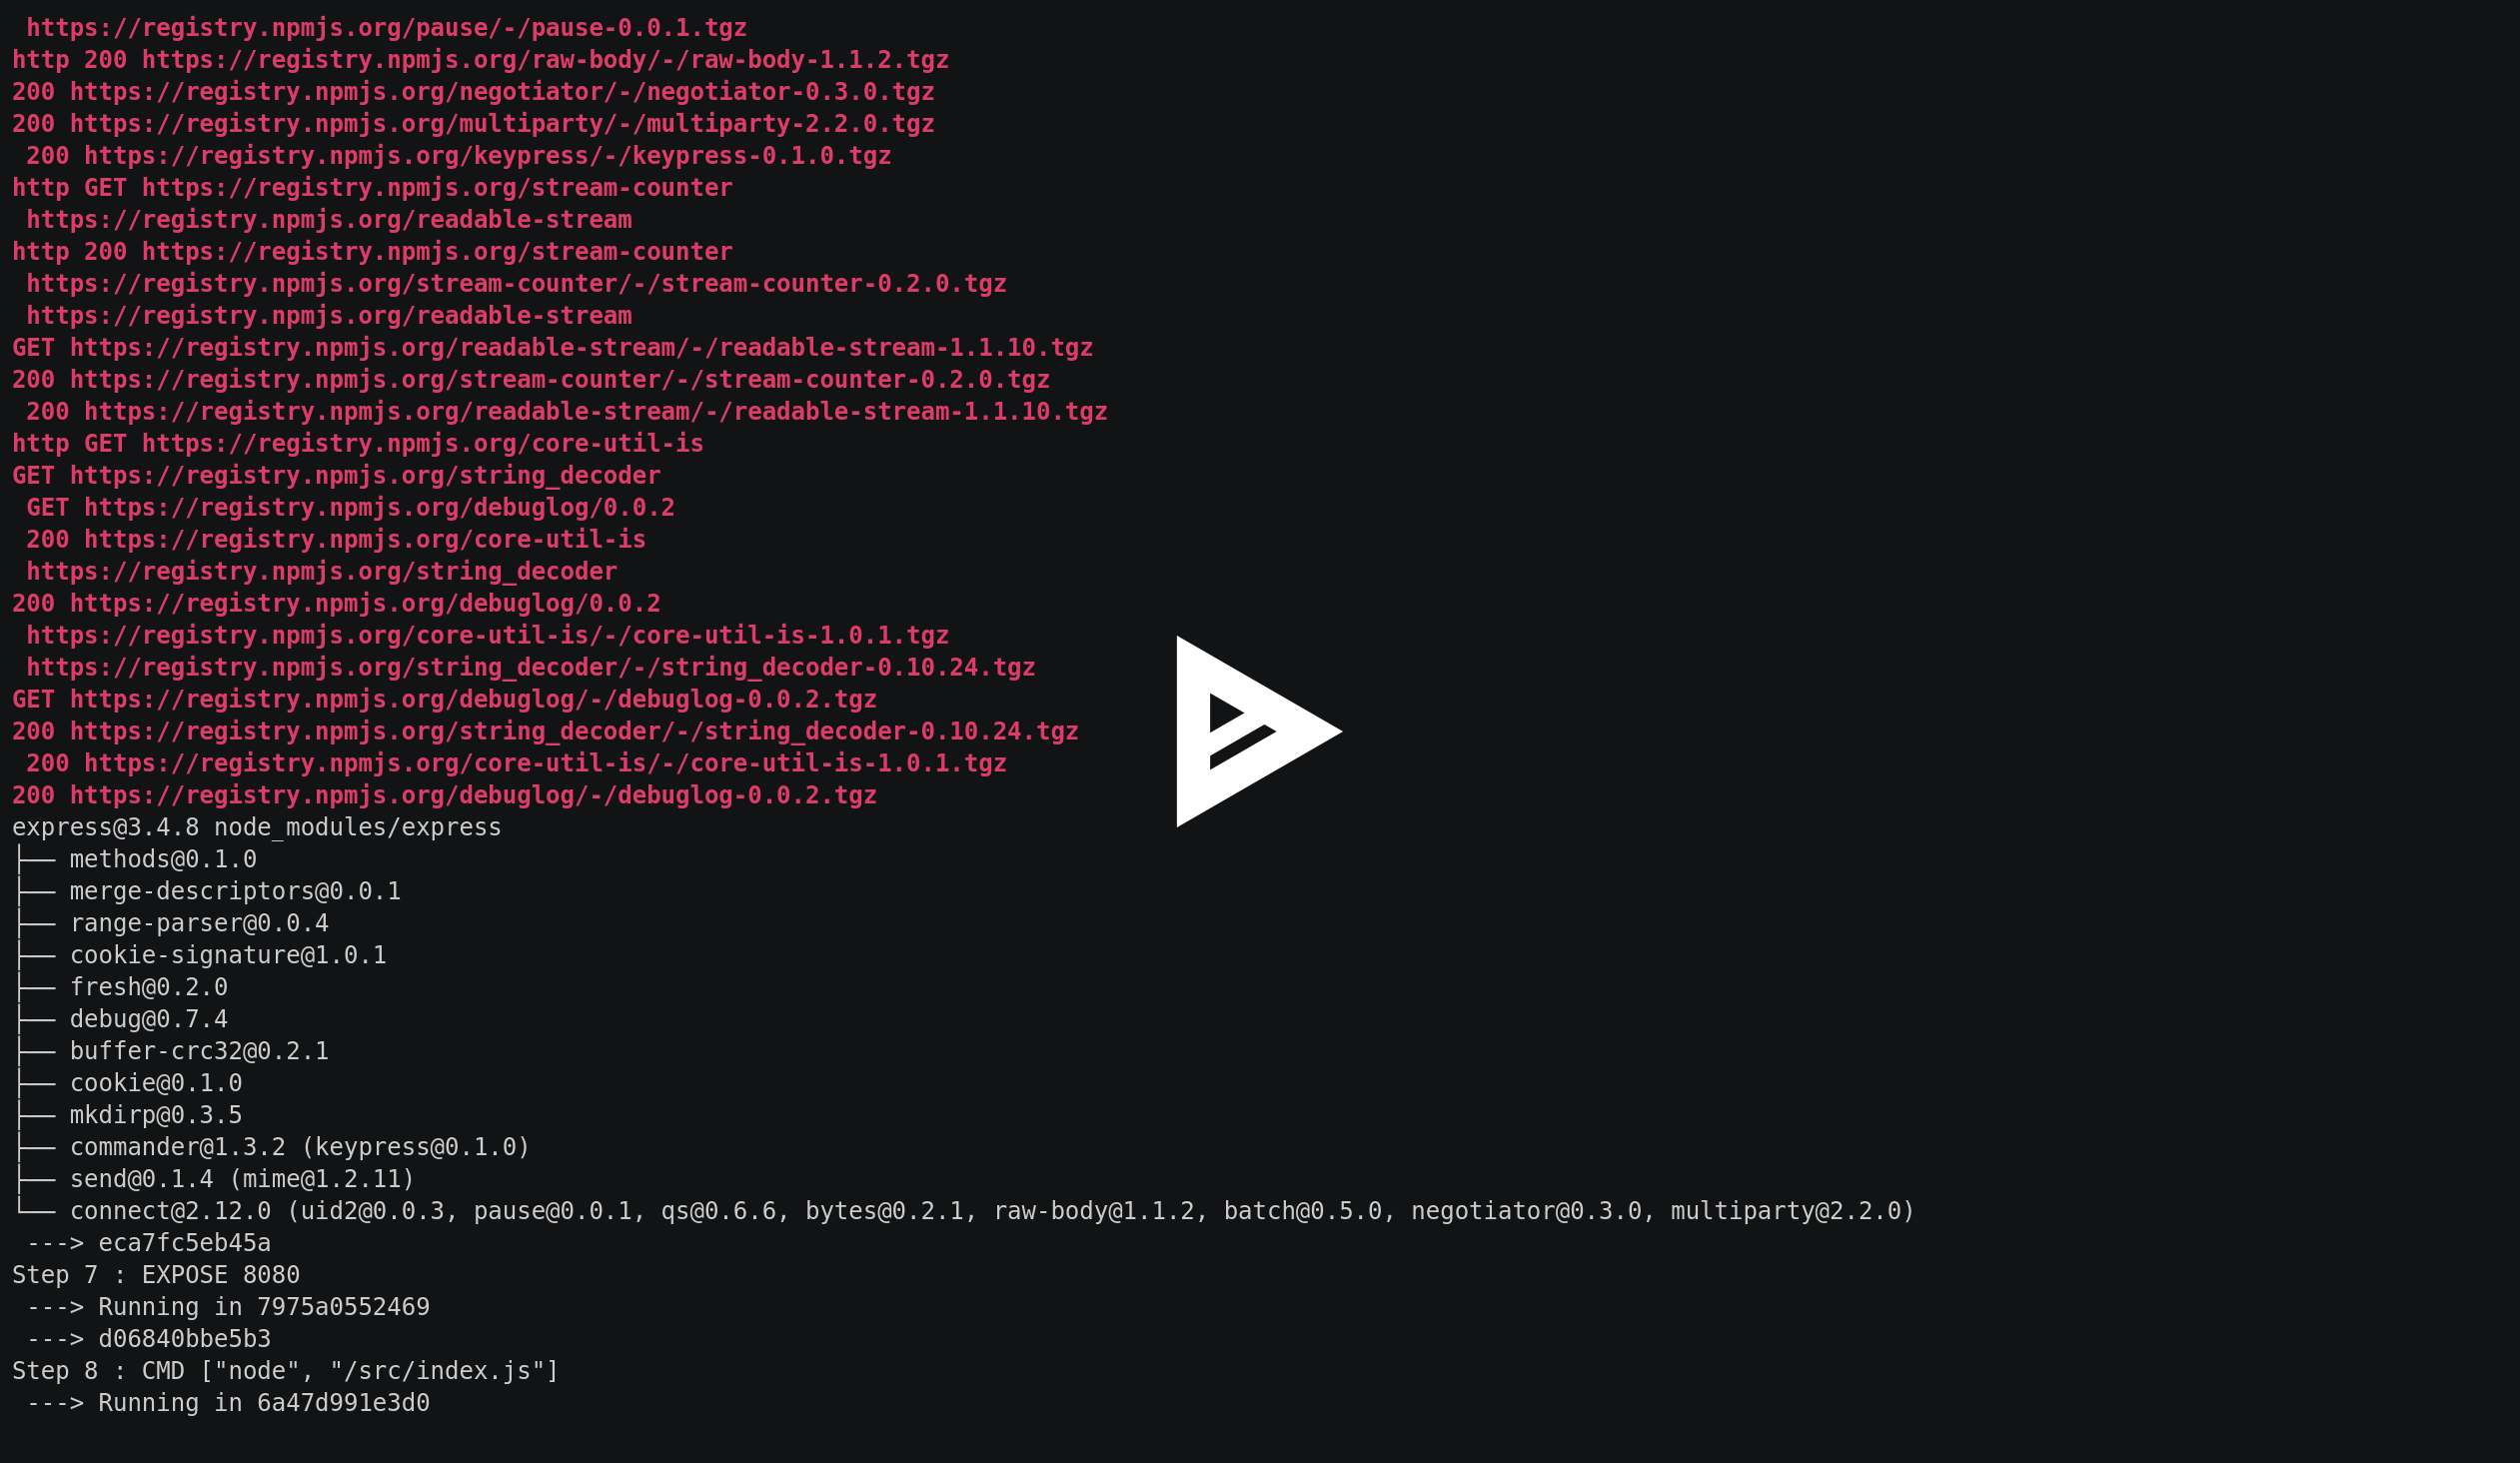 https://registry.npmjs.org/pause/-/pause-0.0.1.tgz
http 200 https://registry.npmjs.org/raw-body/-/raw-body-1.1.2.tgz
200 https://registry.npmjs.org/negotiator/-/negotiator-0.3.0.tgz
200 https://registry.npmjs.org/multiparty/-/multiparty-2.2.0.tgz
200 https://registry.npmjs.org/keypress/-/keypress-0.1.0.tgz
http GET https://registry.npmjs.org/stream-counter
https://registry.npmjs.org/readable-stream
http 200 https://registry.npmjs.org/stream-counter
https://registry.npmjs.org/stream-counter/-/stream-counter-0.2.0.tgz
https://registry.npmjs.org/readable-stream
GET https://registry.npmjs.org/readable-stream/-/readable-stream-1.1.10.tgz
200 https://registry.npmjs.org/stream-counter/-/stream-counter-0.2.0.tgz
200 https://registry.npmjs.org/readable-stream/-/readable-stream-1.1.10.tgz
http GET https://registry.npmjs.org/core-util-is
GET https://registry.npmjs.org/string_decoder
GET https://registry.npmjs.org/debuglog/0.0.2
200 https://registry.npmjs.org/core-util-is
https://registry.npmjs.org/string_decoder
200 https://registry.npmjs.org/debuglog/0.0.2
https://registry.npmjs.org/core-util-is/-/core-util-is-1.0.1.tgz
https://registry.npmjs.org/string_decoder/-/string_decoder-0.10.24.tgz
GET https://registry.npmjs.org/debuglog/-/debuglog-0.0.2.tgz
200 https://registry.npmjs.org/string_decoder/-/string_decoder-0.10.24.tgz
200 https://registry.npmjs.org/core-util-is/-/core-util-is-1.0.1.tgz
200 https://registry.npmjs.org/debuglog/-/debuglog-0.0.2.tgz
express@3.4.8 node_modules/express
├── methods@0.1.0
├── merge-descriptors@0.0.1
├── range-parser@0.0.4
├── cookie-signature@1.0.1
├── fresh@0.2.0
├── debug@0.7.4
├── buffer-crc32@0.2.1
├── cookie@0.1.0
├── mkdirp@0.3.5
├── commander@1.3.2 (keypress@0.1.0)
├── send@0.1.4 (mime@1.2.11)
└── connect@2.12.0 (uid2@0.0.3, pause@0.0.1, qs@0.6.6, bytes@0.2.1, raw-body@1.1.2, batch@0.5.0, negotiator@0.3.0, multiparty@2.2.0)
---> eca7fc5eb45a
Step 7 : EXPOSE 8080
---> Running in 7975a0552469
---> d06840bbe5b3
Step 8 : CMD ["node", "/src/index.js"]
---> Running in 6a47d991e3d0